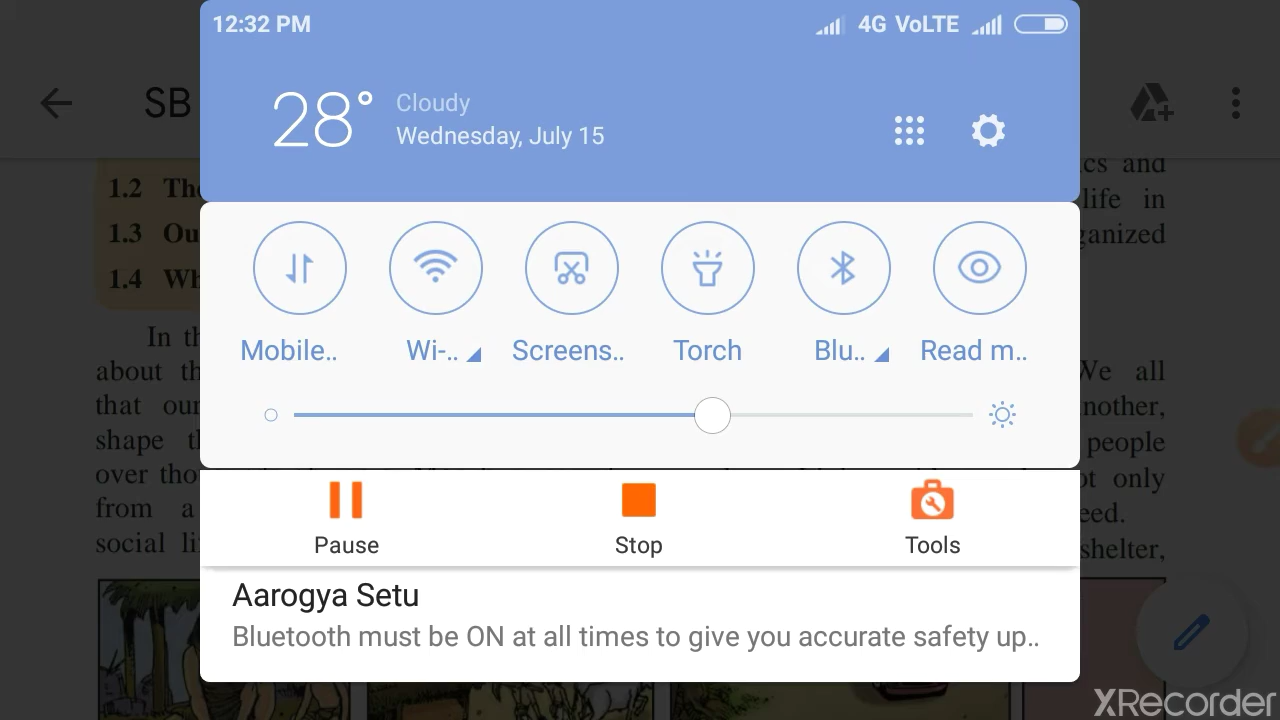 12:32 PM
4G VoLTE
SB
28°
Cloudy
Wednesday, July 15
cs and
1.2 Th
life in
1.3 Ou
ganized
1.4 Wh
Mobile..
Wi-..
Screens..
Torch
Blu..
Read m..
In th
about th
We all
that our
nother,
shape t
people
over tho
ot only
from a
eed.
social li
shelter,
Pause
Stop
Tools
Aarogya Setu
Bluetooth must be ON at all times to give you accurate safety up..
XRecorder